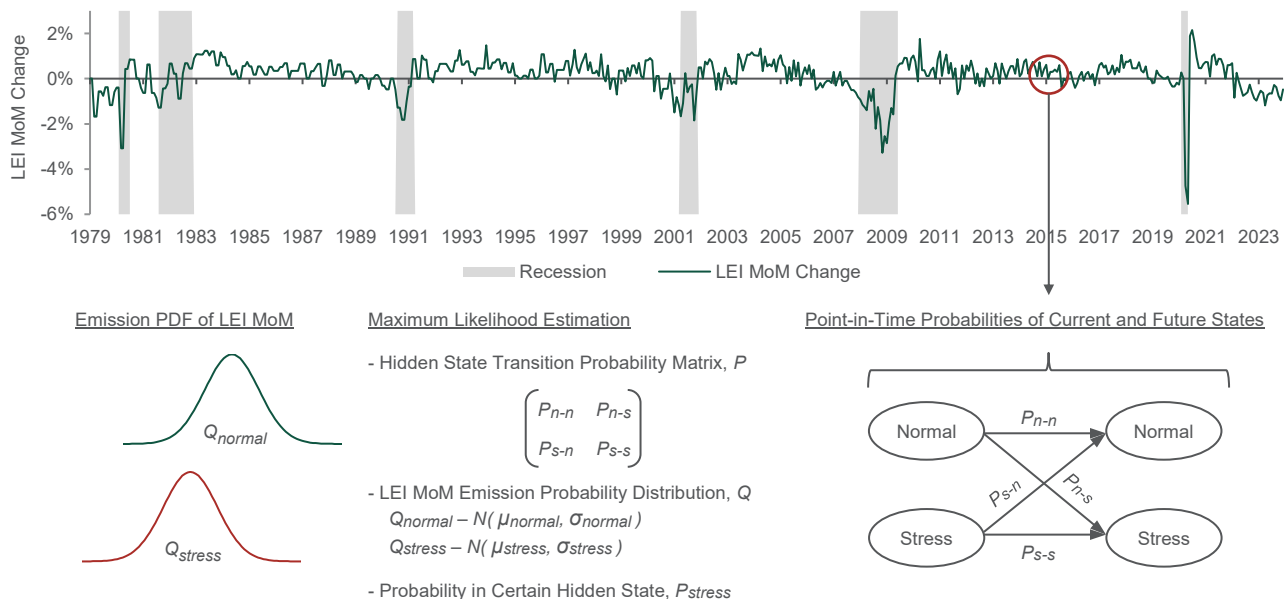 LEI MoM Change
2%
0%
-2%
-4%
-6%
1979 1981 1983 1985 1987 1989 1991 1993 1995 1997 1999 2001 2003 2005 2007 2009 2011 2013 2015 2017 2019 2021 2023
Recession LEI MoM Change
Emission PDF of LEI MoM
Qnormal
Qstress
Maximum Likelihood Estimation
- Hidden State Transition Probability Matrix, P
Pn-n Pn-s
Ps-n Ps-s
- LEI MoM Emission Probability Distribution, Q
Qnormal – N( μnormal, σnormal )
Qstress – N( μstress, σstress )
- Probability in Certain Hidden State, Pstress
Point-in-Time Probabilities of Current and Future States
Normal Pn-n Normal
Ps-n Pn-s
Stress Ps-s Stress